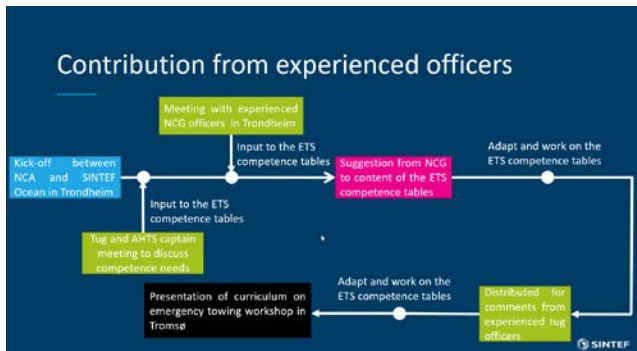 Contribution from experienced officers
Meeting with experienced
NCG officers in Trondheim
Input to the ETS
competence tables
Kick-off between
NCA and SINTEF
Ocean in Trondheim
Suggestion from NCG
to content of the ETS
competence tables
Adapt and work on the
ETS competence tables
Input to the ETS
competence tables
Tug and AHTS captain
meeting to discuss
competence needs
Presentation of curriculum on
emergency towing workshop in
Tromsø
Adapt and work on the
ETS competence tables
Distributed for
comments from
experienced tug
officers
SINTEF